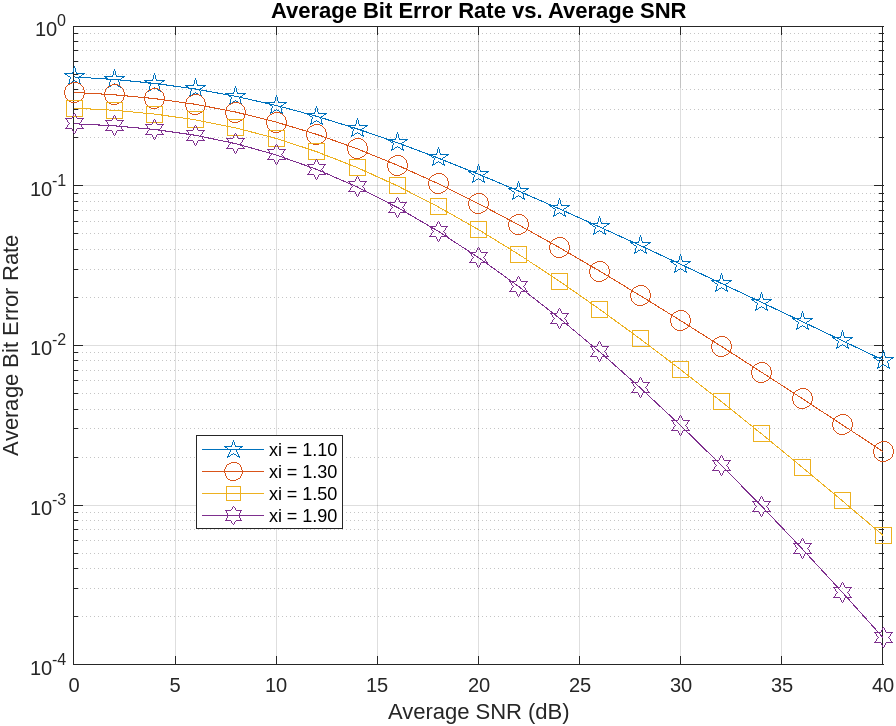 Average Bit Error Rate vs. Average SNR
10^0
10^-1
10^-2
10^-3
10^-4
Average Bit Error Rate
xi = 1.10
xi = 1.30
xi = 1.50
xi = 1.90
0 5 10 15 20 25 30 35 40
Average SNR (dB)